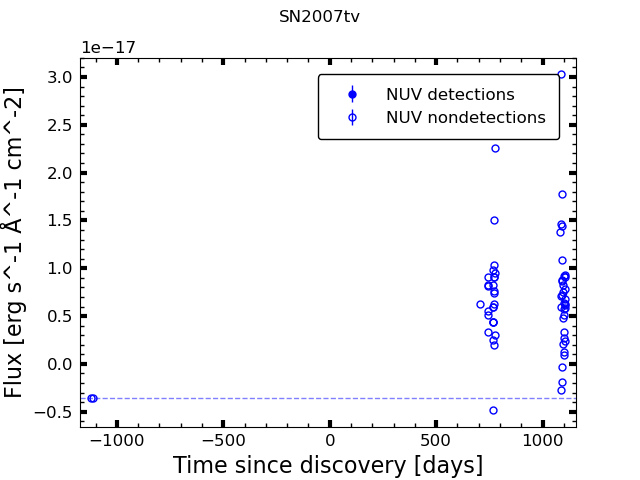 SN2007tv
1e−17
3.0
2.5
2.0
1.5
1.0
0.5
0.0
−0.5
Flux [erg s^-1 Å^-1 cm^-2]
NUV detections
NUV nondetections
−1000 −500 0 500 1000
Time since discovery [days]